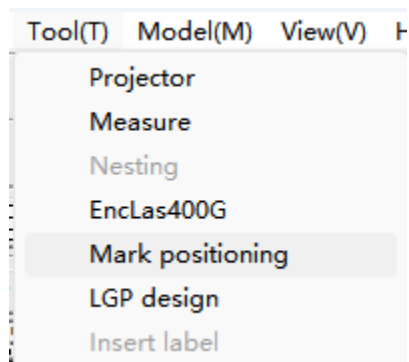 Tool(T) Model(M) View(V)
Projector
Measure
Nesting
EncLas400G
Mark positioning
LGP design
Insert label